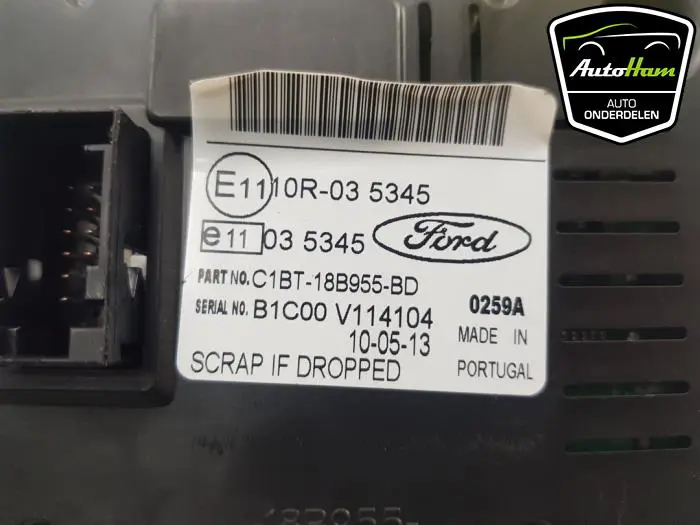 AutoHam
AUTO
ONDERDELEN
E11 10R-03 5345
e11 03 5345 Ford
PART NO. C1BT-18B955-BD
SERIAL NO. B1C00 V114104 0259A
10-05-13 MADE IN
SCRAP IF DROPPED PORTUGAL
18B955-